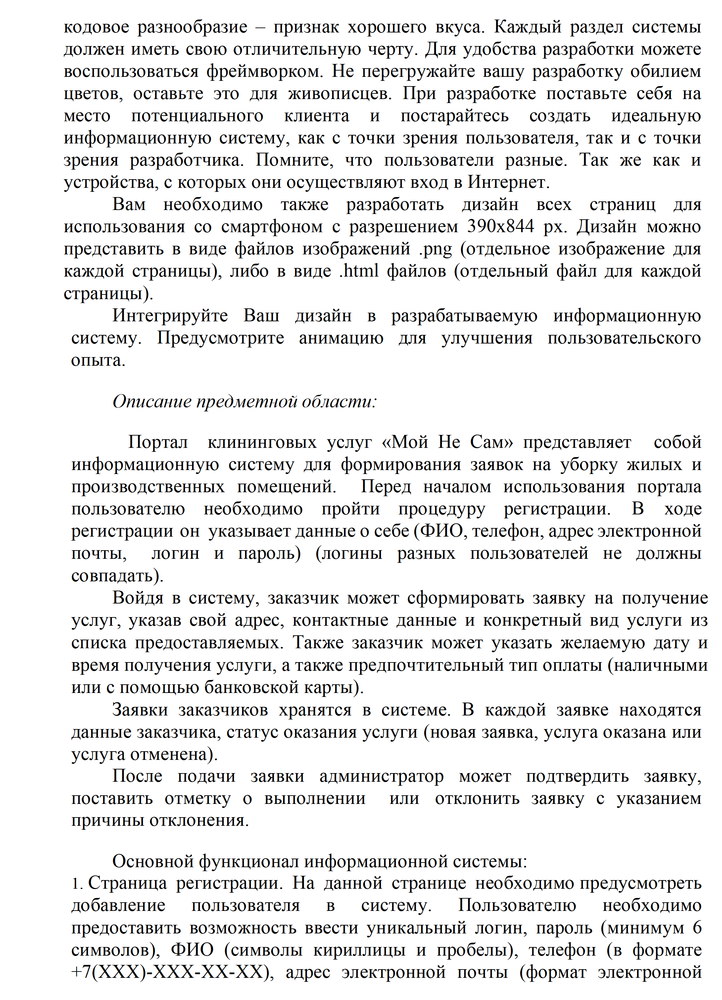 кодовое разнообразие – признак хорошего вкуса. Каждый раздел системы
должен иметь свою отличительную черту. Для удобства разработки можете
воспользоваться фреймворком. Не перегружайте вашу разработку обилием
цветов, оставьте это для живописцев. При разработке поставьте себя на
место потенциального клиента и постарайтесь создать идеальную
информационную систему, как с точки зрения пользователя, так и с точки
зрения разработчика. Помните, что пользователи разные. Так же как и
устройства, с которых они осуществляют вход в Интернет.
Вам необходимо также разработать дизайн всех страниц для
использования со смартфоном с разрешением 390x844 px. Дизайн можно
представить в виде файлов изображений .png (отдельное изображение для
каждой страницы), либо в виде .html файлов (отдельный файл для каждой
страницы).
Интегрируйте Ваш дизайн в разрабатываемую информационную
систему. Предусмотрите анимацию для улучшения пользовательского
опыта.
Описание предметной области:
Портал клининговых услуг «Мой Не Сам» представляет собой
информационную систему для формирования заявок на уборку жилых и
производственных помещений. Перед началом использования портала
пользователю необходимо пройти процедуру регистрации. В ходе
регистрации он указывает данные о себе (ФИО, телефон, адрес электронной
почты, логин и пароль) (логины разных пользователей не должны
совпадать).
Войдя в систему, заказчик может сформировать заявку на получение
услуг, указав свой адрес, контактные данные и конкретный вид услуги из
списка предоставляемых. Также заказчик может указать желаемую дату и
время получения услуги, а также предпочтительный тип оплаты (наличными
или с помощью банковской карты).
Заявки заказчиков хранятся в системе. В каждой заявке находятся
данные заказчика, статус оказания услуги (новая заявка, услуга оказана или
услуга отменена).
После подачи заявки администратор может подтвердить заявку,
поставить отметку о выполнении или отклонить заявку с указанием
причины отклонения.
Основной функционал информационной системы:
1. Страница регистрации. На данной странице необходимо предусмотреть
добавление пользователя в систему. Пользователю необходимо
предоставить возможность ввести уникальный логин, пароль (минимум 6
символов), ФИО (символы кириллицы и пробелы), телефон (в формате
+7(XXX)-XXX-XX-XX), адрес электронной почты (формат электронной